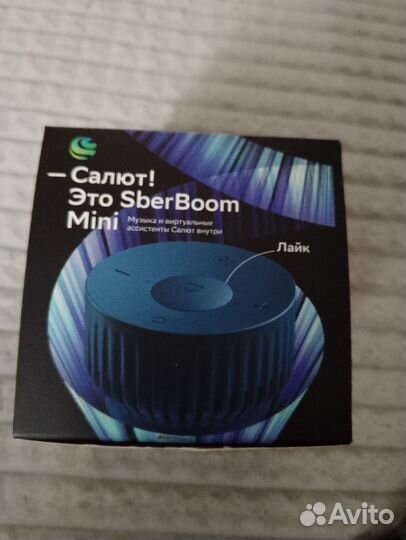 — Салют!
Это SberBoom
Mini
Музыка и виртуальные
ассистенты Салют внутри
Лайк
Avito